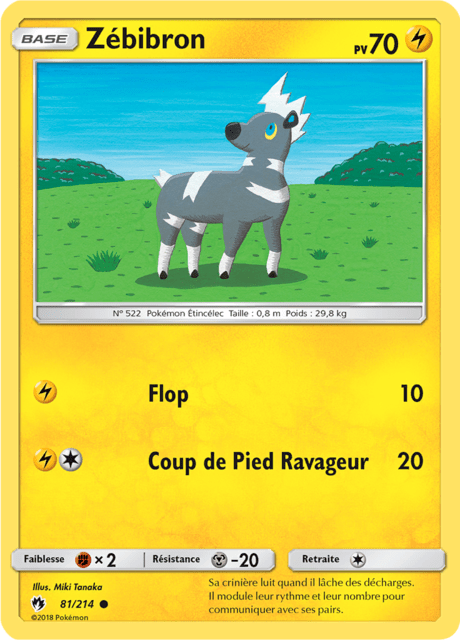 BASE Zébibron PV70
N° 522 Pokémon Étincélec Taille : 0,8 m Poids : 29,8 kg
Flop 10
Coup de Pied Ravageur 20
Faiblesse × 2 Résistance -20 Retraite
Illus. Miki Tanaka
81/214
©2018 Pokémon
Sa crinière luit quand il lâche des décharges.
Il module leur rythme et leur nombre pour
communiquer avec ses pairs.